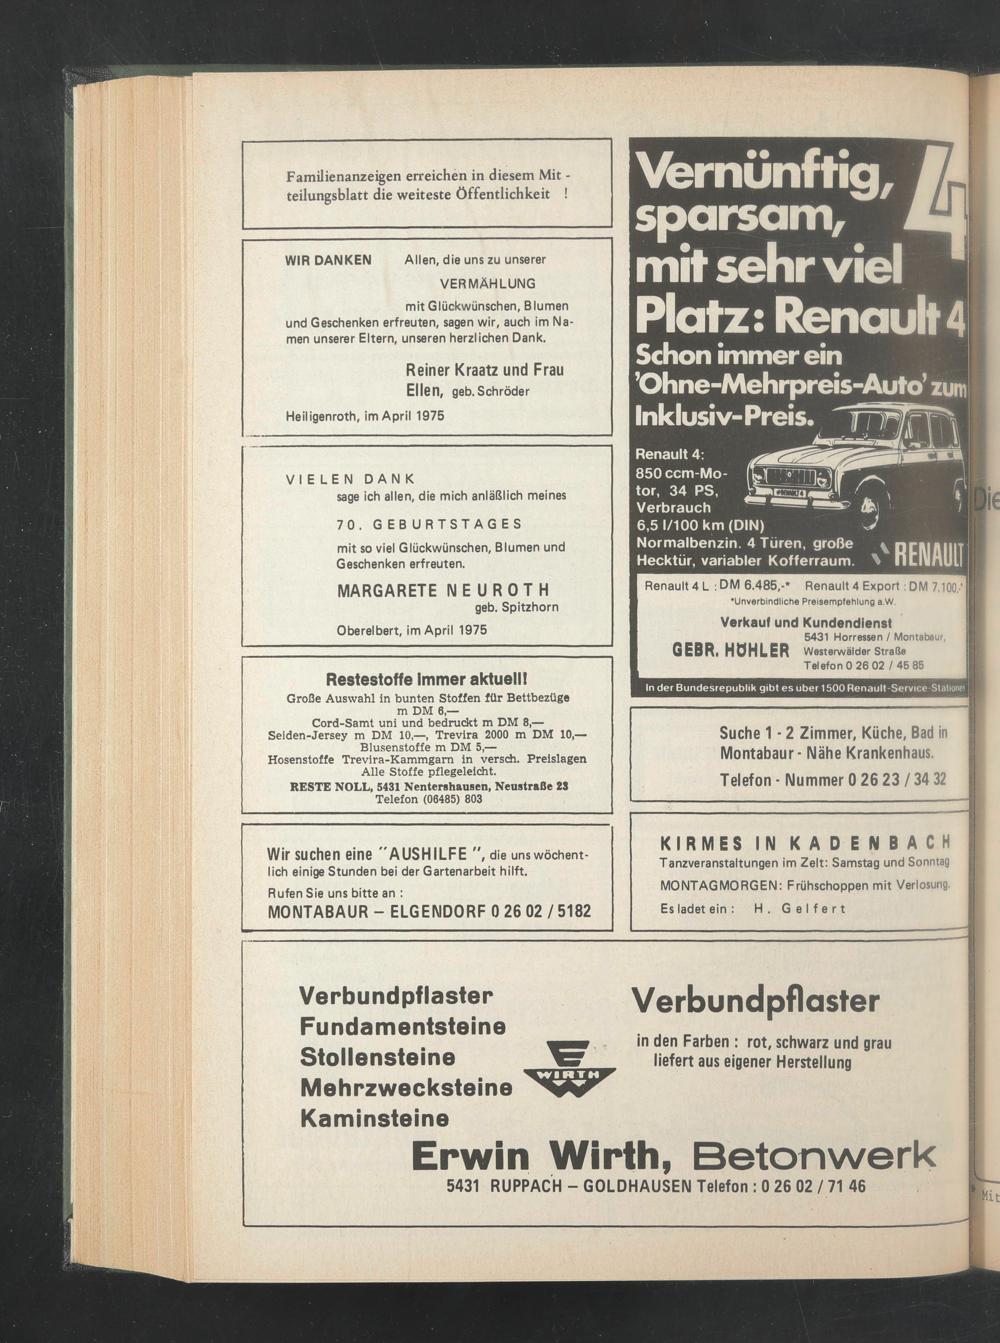 Familienanzeigen erreichen in diesem Mit -
teilungsblatt die weiteste Öffentlichkeit !
WIR DANKEN Allen, die uns zu unserer
VERMÄHLUNG
mit Glückwünschen, Blumen
und Geschenken erfreuten, sagen wir, auch im Na-
men unserer Eltern, unseren herzlichen Dank.
Reiner Kraatz und Frau
Ellen, geb. Schröder
Heiligenroth, im April 1975
VIELEN DANK
sage ich allen, die mich anläßlich meines
70. GEBURTSTAGES
mit so viel Glückwünschen, Blumen und
Geschenken erfreuten.
MARGARETE NEUROTH
geb. Spitzhorn
Oberelbert, im April 1975
Restestoffe immer aktuell!
Große Auswahl in bunten Stoffen für Bettbezüge
m DM 6,—
Cord-Samt uni und bedruckt m DM 8,—
Seiden-Jersey m DM 10,—, Trevira 2000 m DM 10,—
Blusenstoffe m DM 5,—
Hosenstoffe Trevira-Kammgarn in versch. Preislagen
Alle Stoffe pflegeleicht.
RESTE NOLL, 5431 Nentershausen, Neustraße 23
Telefon (06485) 803
Wir suchen eine "AUSHILFE", die uns wöchent-
lich einige Stunden bei der Gartenarbeit hilft.
Rufen Sie uns bitte an :
MONTABAUR – ELGENDORF 0 26 02 / 5182
Vernünftig, 4
sparsam,
mit sehr viel
Platz: Renault 4
Schon immer ein
'Ohne-Mehrpreis-Auto' zum
Inklusiv-Preis.
Renault 4:
850 ccm-Mo-
tor, 34 PS,
Verbrauch
6,5 l/100 km (DIN)
Normalbenzin. 4 Türen, große
Hecktür, variabler Kofferraum.
RENAULT 4
RENAULT
Renault 4 L : DM 6.485,-* Renault 4 Export : DM 7.100,-*
*Unverbindliche Preisempfehlung a.W.
Verkauf und Kundendienst
5431 Horressen / Montabaur,
GEBR. HÖHLER Westerwälder Straße
Telefon 0 26 02 / 45 85
In der Bundesrepublik gibt es über 1500 Renault-Service-Stationen
Suche 1 - 2 Zimmer, Küche, Bad in
Montabaur - Nähe Krankenhaus.
Telefon - Nummer 0 26 23 / 34 32
KIRMES IN KADENBACH
Tanzveranstaltungen im Zelt: Samstag und Sonntag
MONTAGMORGEN: Frühschoppen mit Verlosung.
Es ladet ein : H. Gelfert
Verbundpflaster
Fundamentsteine
Stollensteine
Mehrzwecksteine
Kaminsteine
E
WIRTH
W
Verbundpflaster
in den Farben : rot, schwarz und grau
liefert aus eigener Herstellung
Erwin Wirth, Betonwerk
5431 RUPPACH – GOLDHAUSEN Telefon : 0 26 02 / 71 46
Die
* Mit